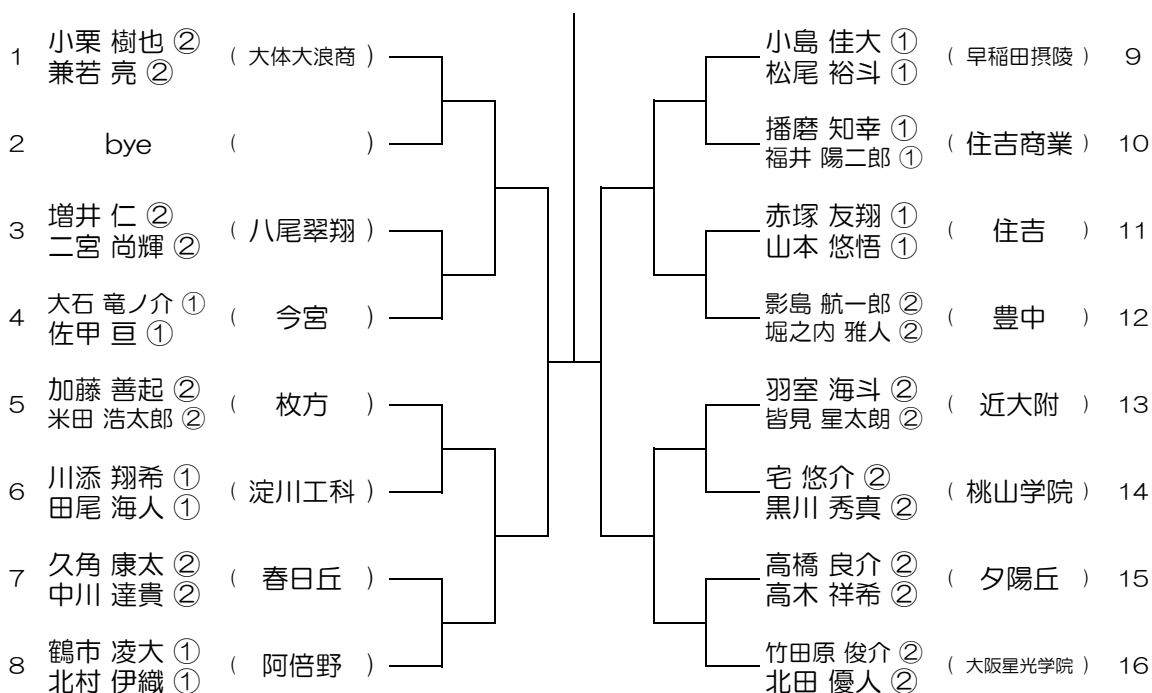 1 小栗 樹也 ② ( 大体大浪商 )
兼若 亮 ②
2 bye ( )
3 増井 仁 ② ( 八尾翠翔 )
二宮 尚輝 ②
4 大石 竜ノ介 ① ( 今宮 )
佐甲 亘 ①
5 加藤 善起 ② ( 枚方 )
米田 浩太郎 ②
6 川添 翔希 ① ( 淀川工科 )
田尾 海人 ①
7 久角 康太 ② ( 春日丘 )
中川 達貴 ②
8 鶴市 凌大 ① ( 阿倍野 )
北村 伊織 ①
小島 佳大 ① ( 早稲田摂陵 ) 9
松尾 裕斗 ①
播磨 知幸 ① ( 住吉商業 ) 10
福井 陽二郎 ①
赤塚 友翔 ① ( 住吉 ) 11
山本 悠悟 ①
影島 航一郎 ② ( 豊中 ) 12
堀之内 雅人 ②
羽室 海斗 ② ( 近大附 ) 13
皆見 星太朗 ②
宅 悠介 ② ( 桃山学院 ) 14
黒川 秀真 ②
高橋 良介 ② ( 夕陽丘 ) 15
高木 祥希 ②
竹田原 俊介 ② ( 大阪星光学院 ) 16
北田 優人 ②